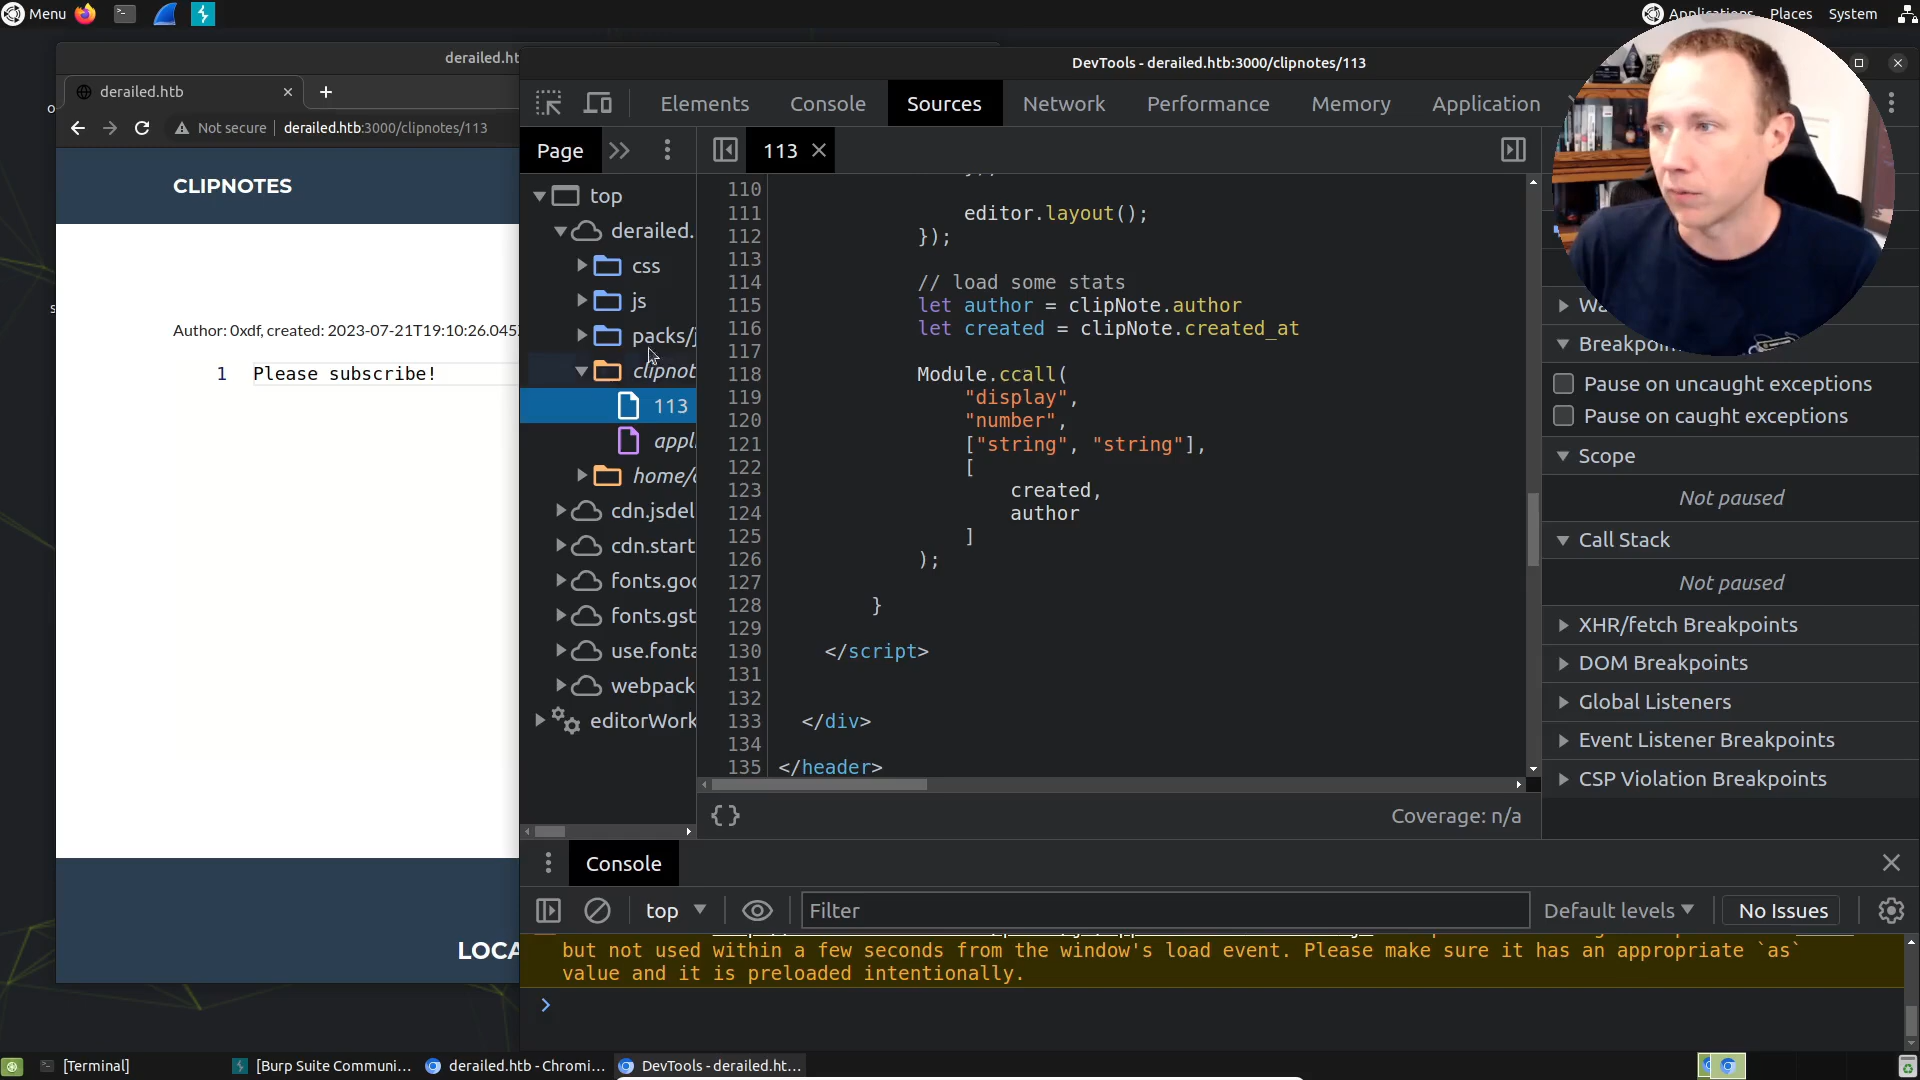 Menu
Applications Places System
derailed.ht
DevTools - derailed.htb:3000/clipnotes/113
derailed.htb
Not secure derailed.htb:3000/clipnotes/113
Elements Console Sources Network Performance Memory Application
Page
113
CLIPNOTES
Author: 0xdf, created: 2023-07-21T19:10:26.045
1 Please subscribe!
LOCA
top
derailed.
css
js
packs/j
clipnot
113
appl
home/c
cdn.jsdel
cdn.start
fonts.goo
fonts.gst
use.fonta
webpack
editorWork
110
111 editor.layout();
112 });
113
114 // load some stats
115 let author = clipNote.author
116 let created = clipNote.created_at
117
118 Module.ccall(
119 "display",
120 "number",
121 ["string", "string"],
122 [
123 created,
124 author
125 ]
126 );
127
128 }
129
130 </script>
131
132
133 </div>
134
135 </header>
{ } Coverage: n/a
Wa
Breakpoin
Pause on uncaught exceptions
Pause on caught exceptions
Scope
Not paused
Call Stack
Not paused
XHR/fetch Breakpoints
DOM Breakpoints
Global Listeners
Event Listener Breakpoints
CSP Violation Breakpoints
Console
top Filter Default levels No Issues
but not used within a few seconds from the window's load event. Please make sure it has an appropriate `as`
value and it is preloaded intentionally.
[Terminal] [Burp Suite Communi... derailed.htb - Chromi... DevTools - derailed.ht...